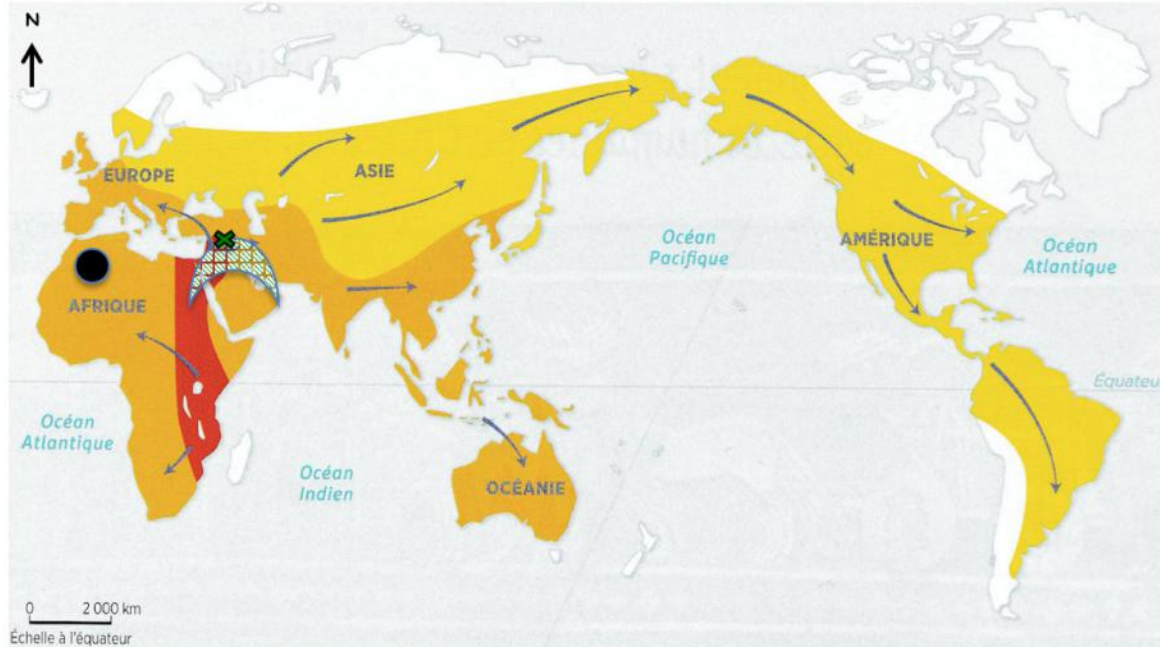 N
EUROPE
ASIE
AFRIQUE
AMÉRIQUE
Océan
Pacifique
Océan
Atlantique
Équateur
Océan
Atlantique
Océan
Indien
OCÉANIE
0 2 000 km
Échelle à l'équateur